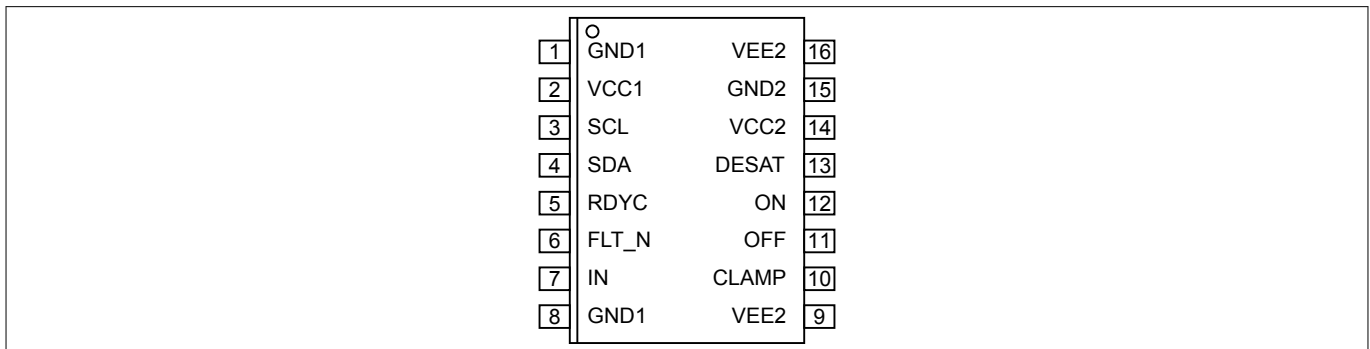 1 GND1 VEE2 16
2 VCC1 GND2 15
3 SCL VCC2 14
4 SDA DESAT 13
5 RDYC ON 12
6 FLT_N OFF 11
7 IN CLAMP 10
8 GND1 VEE2 9